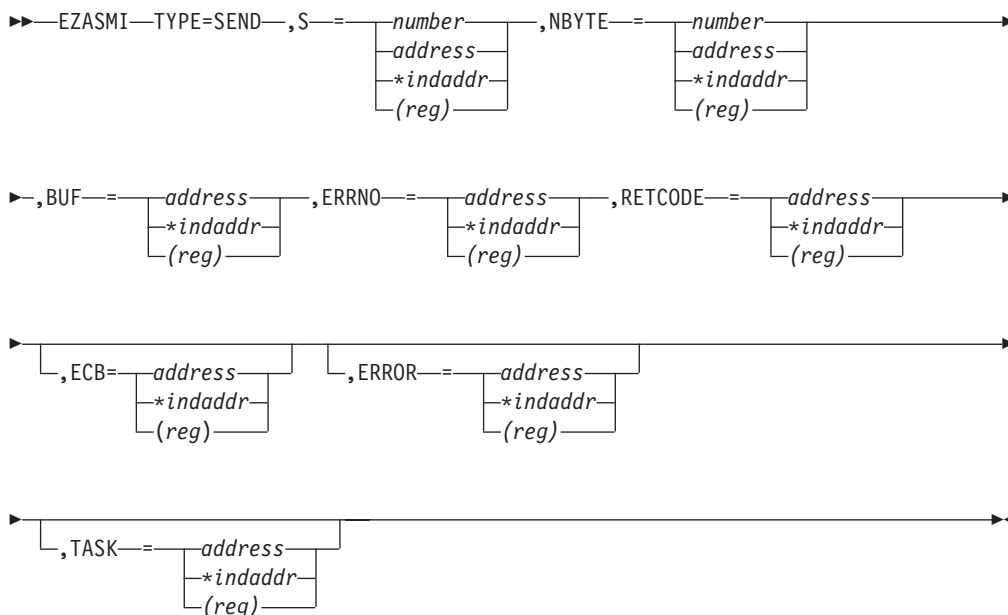 EZASMI TYPE=SEND ,S = number ,NBYTE = number
address address
*indaddr *indaddr
(reg) (reg)
,BUF = address ,ERRNO = address ,RETCODE = address
*indaddr *indaddr *indaddr
(reg) (reg) (reg)
,ECB= address ,ERROR = address
*indaddr *indaddr
(reg) (reg)
,TASK = address
*indaddr
(reg)